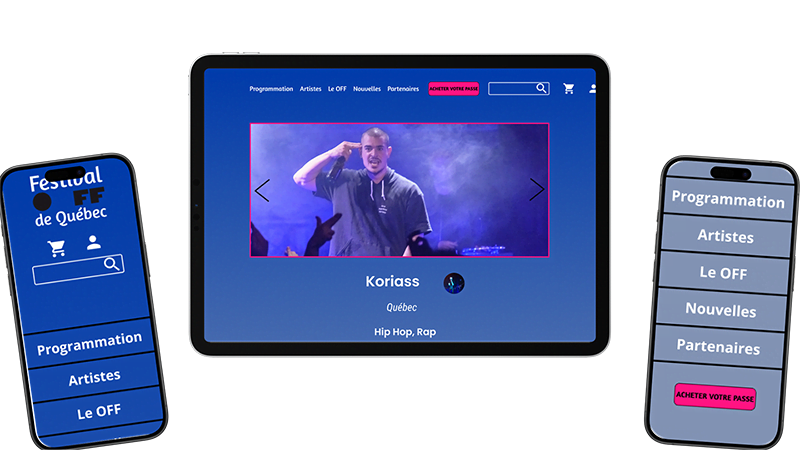 Festival
OFF
de Québec
Programmation
Artistes
Le OFF
Programmation Artistes Le OFF Nouvelles Partenaires ACHETER VOTRE PASSE
Koriass
Québec
Hip Hop, Rap
Programmation
Artistes
Le OFF
Nouvelles
Partenaires
ACHETER VOTRE PASSE